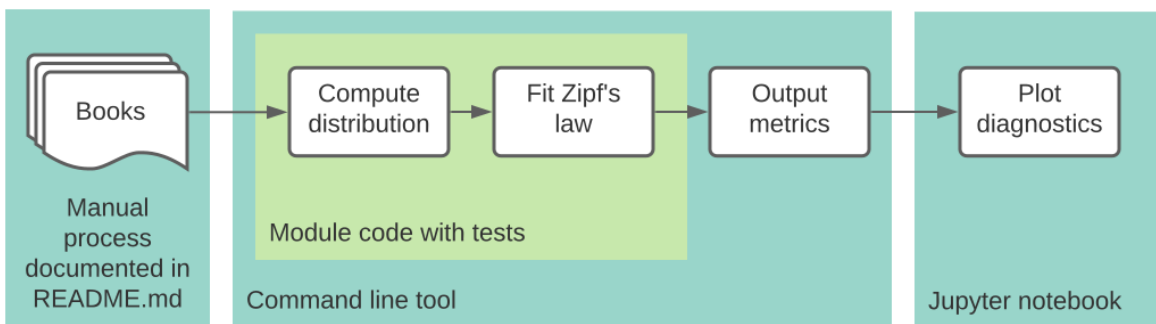 Books
Manual
process
documented in
README.md
Compute
distribution
Fit Zipf's
law
Module code with tests
Output
metrics
Command line tool
Plot
diagnostics
Jupyter notebook